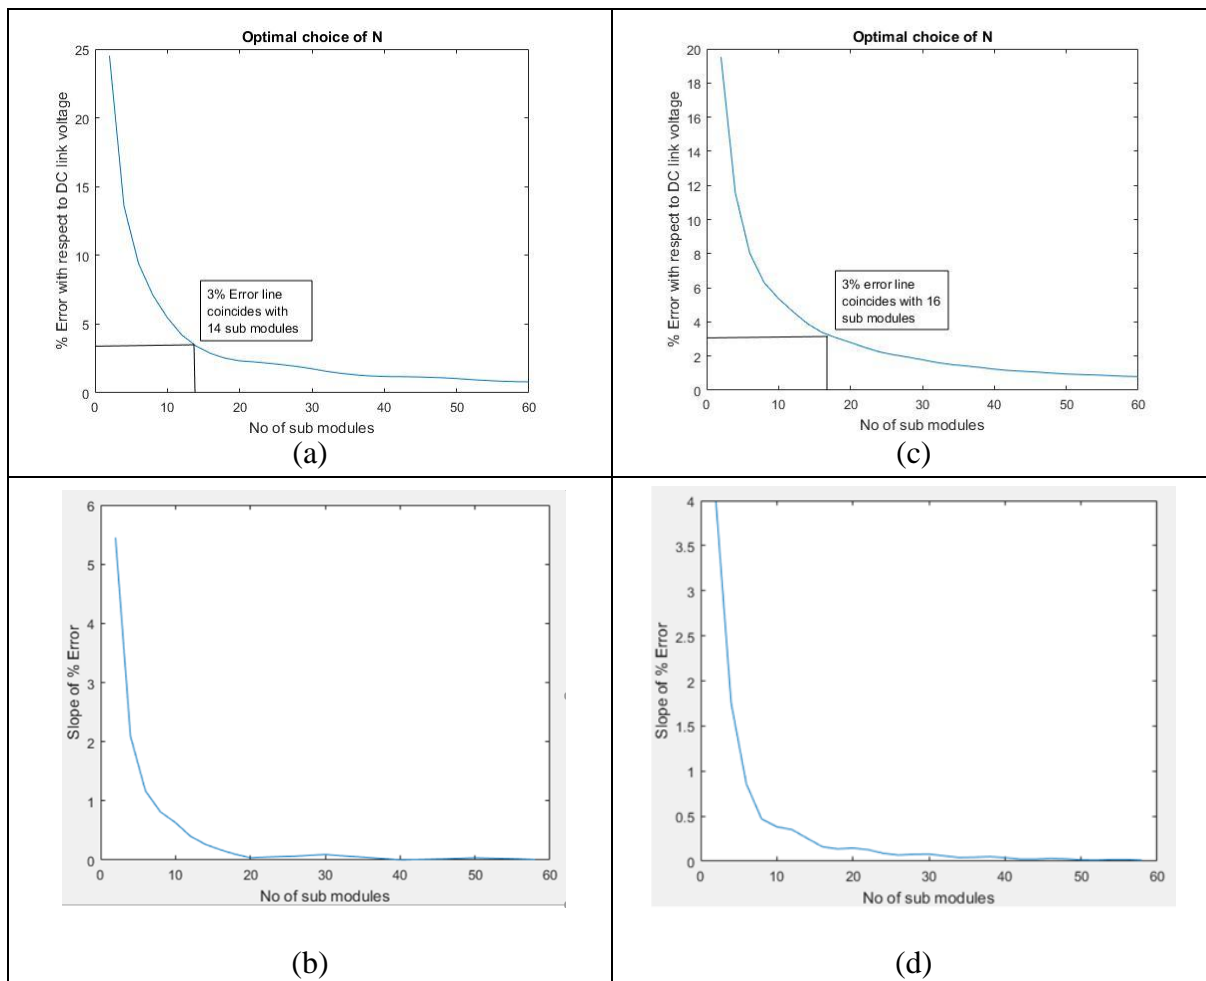 Optimal choice of N
25
20
15
10
5
0
% Error with respect to DC link voltage
3% Error line
coincides with
14 sub modules
0 10 20 30 40 50 60
No of sub modules
(a)
Optimal choice of N
20
18
16
14
12
10
8
6
4
2
0
% Error with respect to DC link voltage
3% error line
coincides with 16
sub modules
0 10 20 30 40 50 60
No of sub modules
(c)
6
5
4
3
2
1
0
Slope of % Error
0 10 20 30 40 50 60
No of sub modules
(b)
4
3.5
3
2.5
2
1.5
1
0.5
0
Slope of % Error
0 10 20 30 40 50 60
No of sub modules
(d)